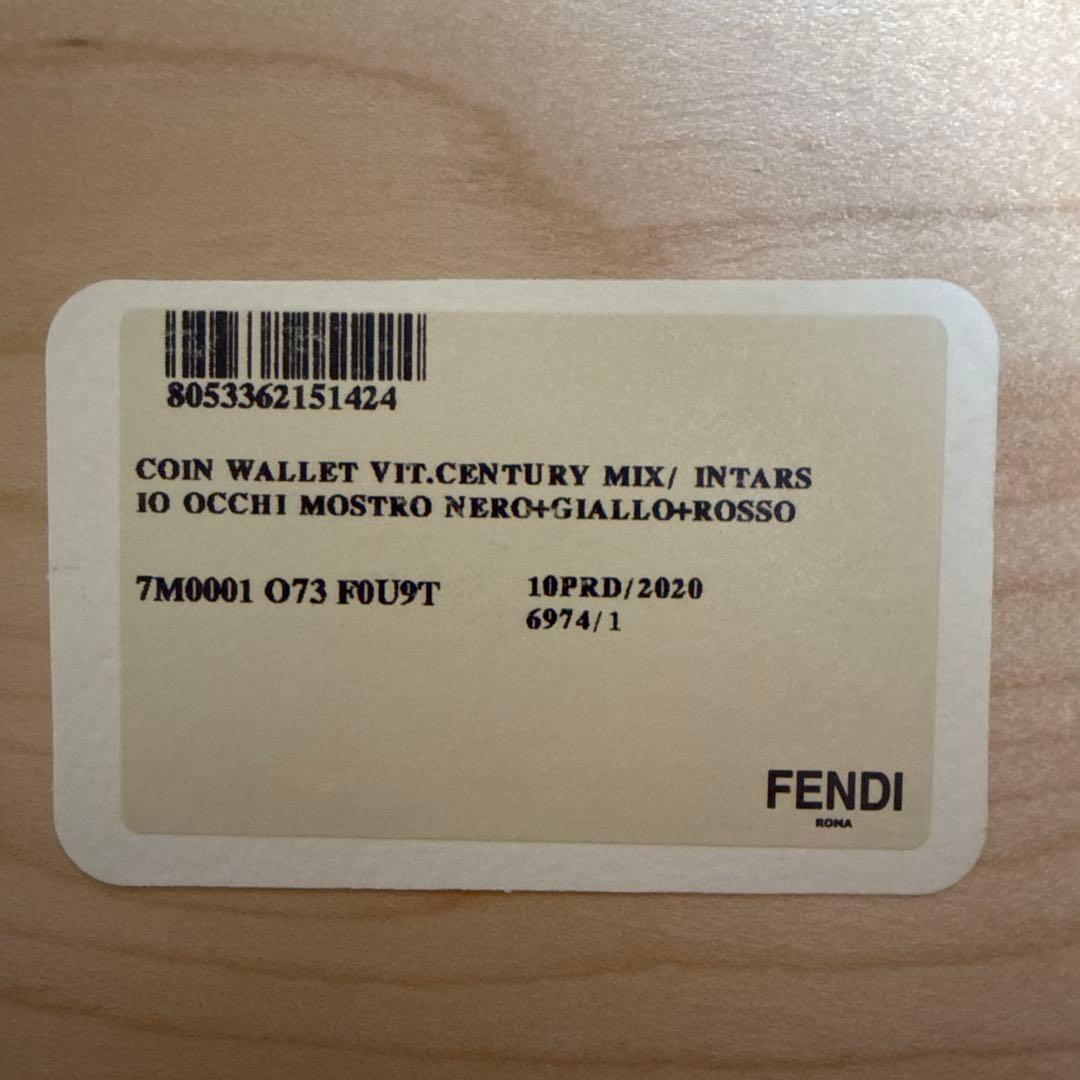 8053362151424
COIN WALLET VIT.CENTURY MIX/ INTARS
IO OCCHI MOSTRO NERO+GIALLO+ROSSO
7M0001 O73 F0U9T
10PRD/2020
6974/1
FENDI
ROMA